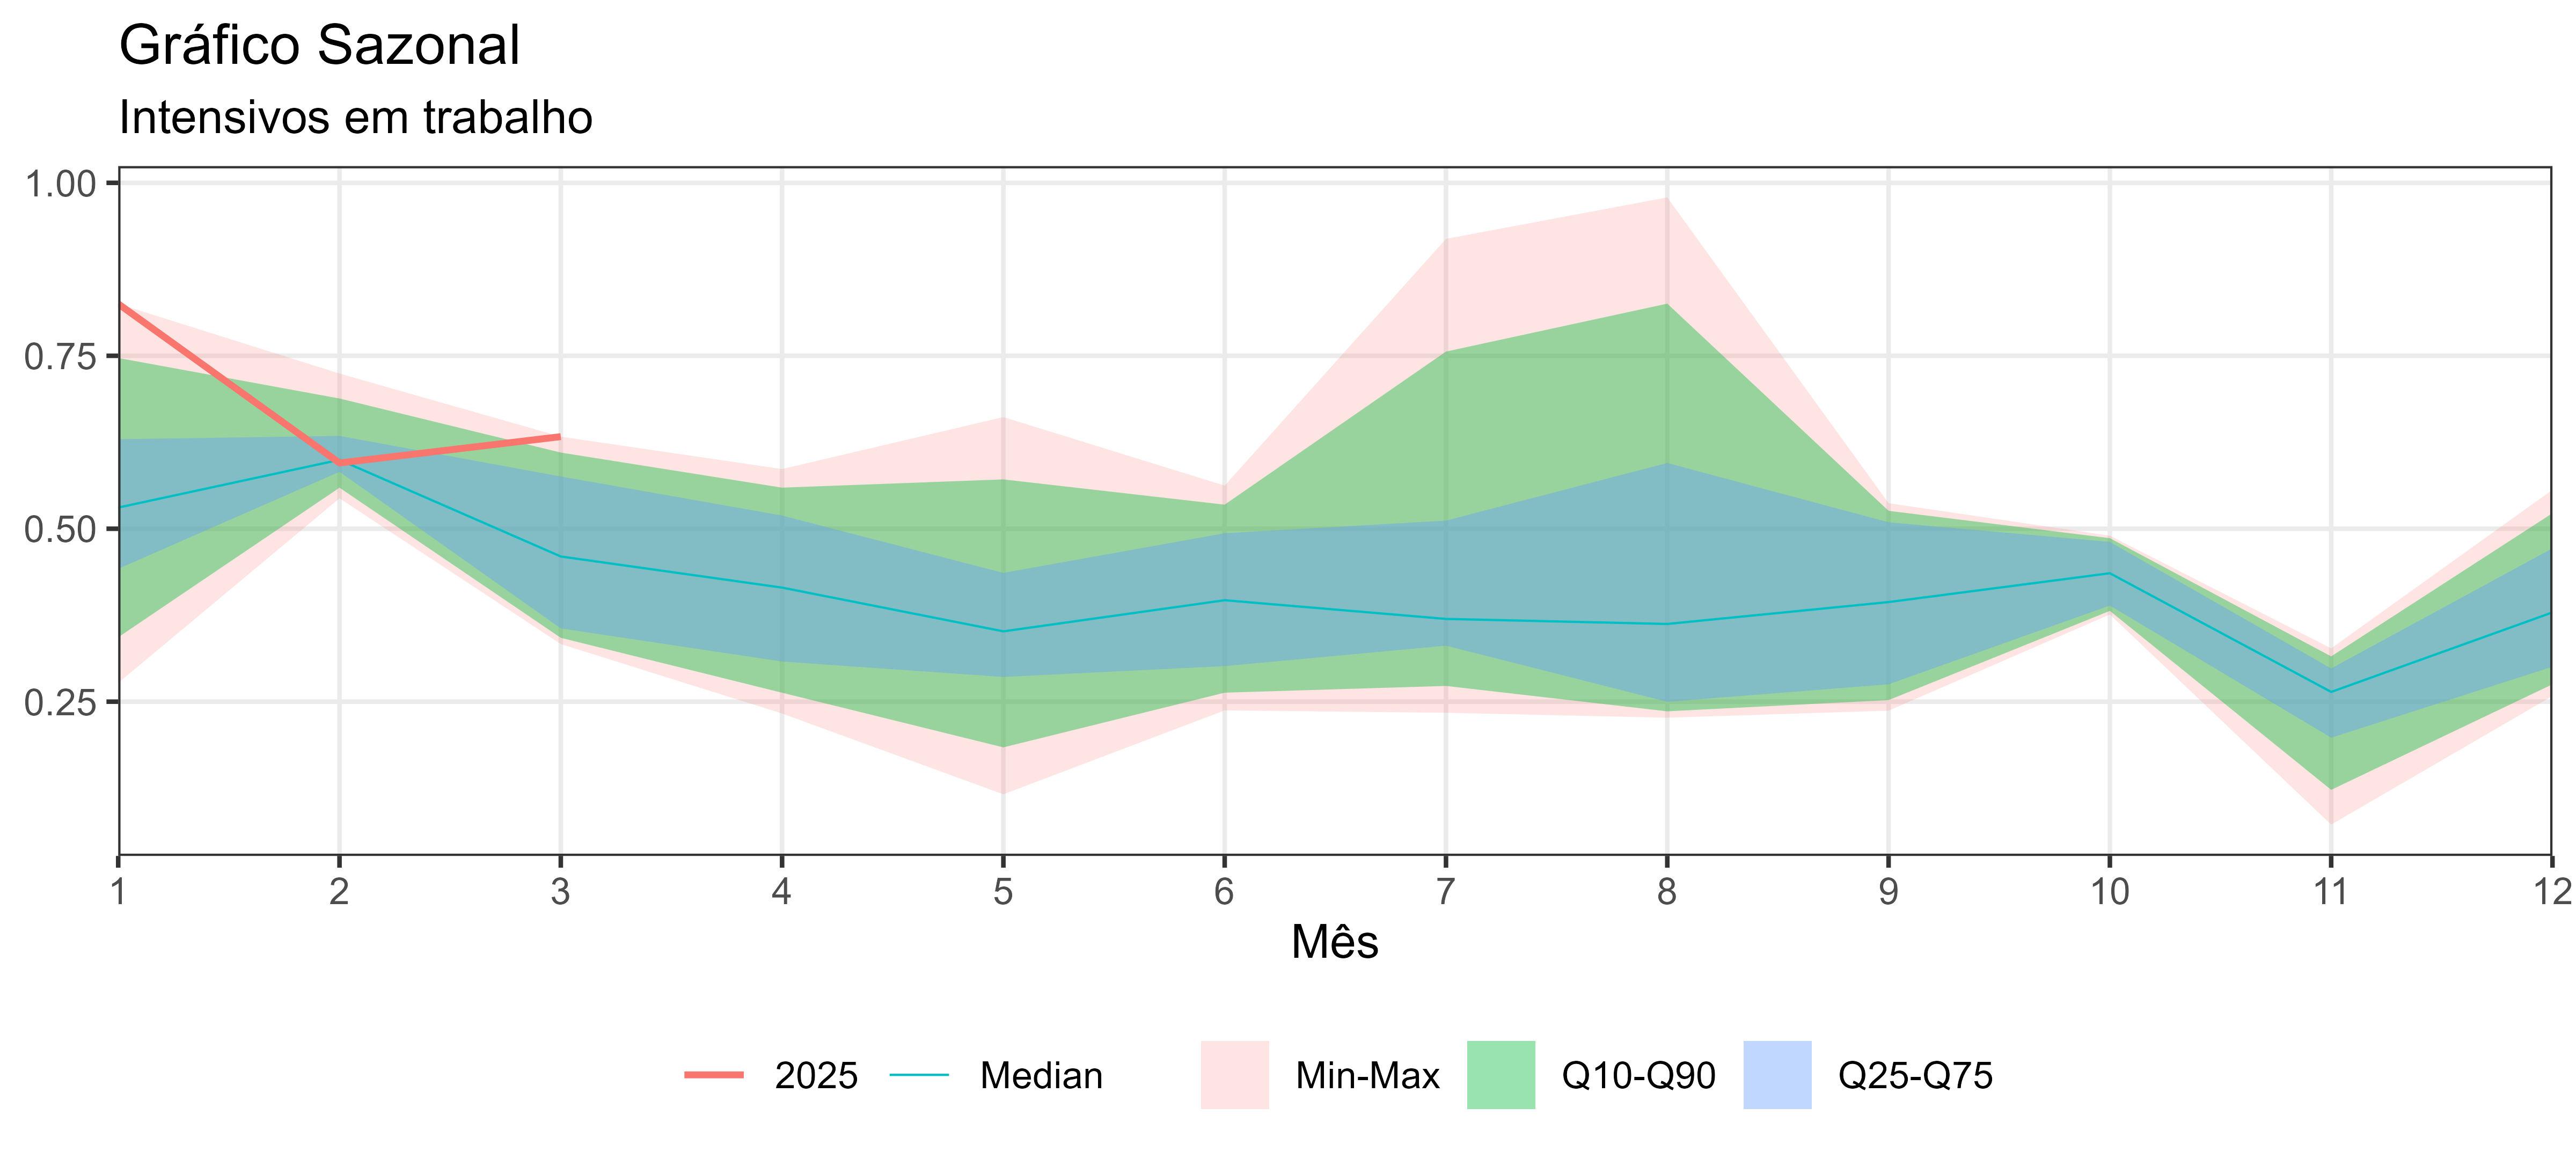 Gráfico Sazonal
Intensivos em trabalho
1.00
0.75
0.50
0.25
1 2 3 4 5 6 7 8 9 10 11 12
Mês
2025 Median Min-Max Q10-Q90 Q25-Q75